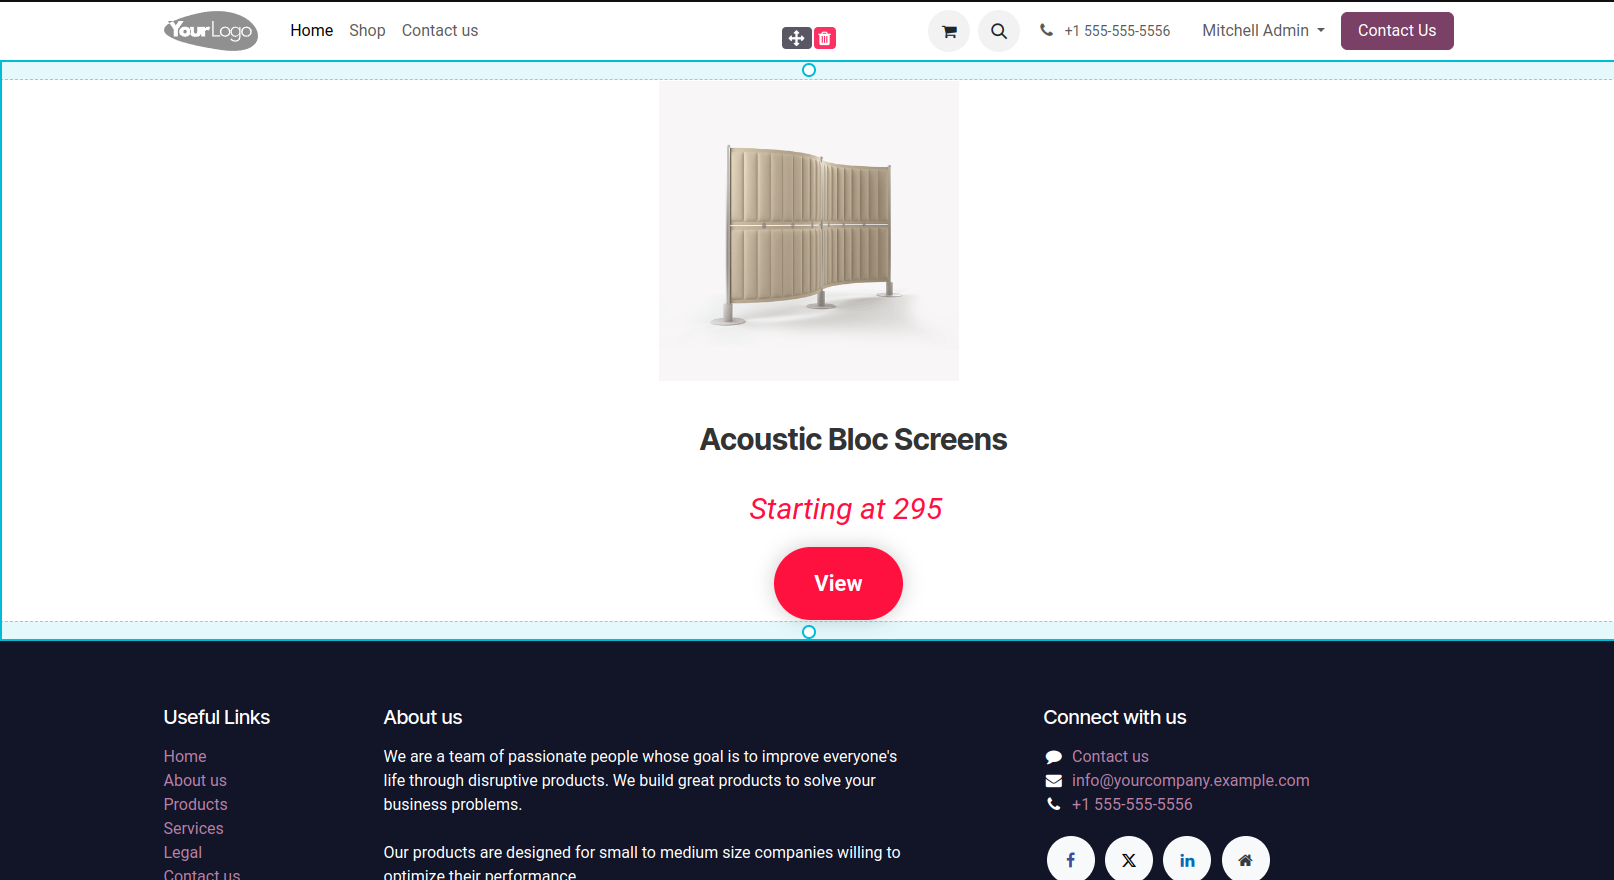 YourLogo
Home Shop Contact us
+1 555-555-5556
Mitchell Admin
Contact Us
Acoustic Bloc Screens
Starting at 295
View
Useful Links
Home
About us
Products
Services
Legal
Contact us
About us
We are a team of passionate people whose goal is to improve everyone's
life through disruptive products. We build great products to solve your
business problems.
Our products are designed for small to medium size companies willing to
optimize their performance.
Connect with us
Contact us
info@yourcompany.example.com
+1 555-555-5556